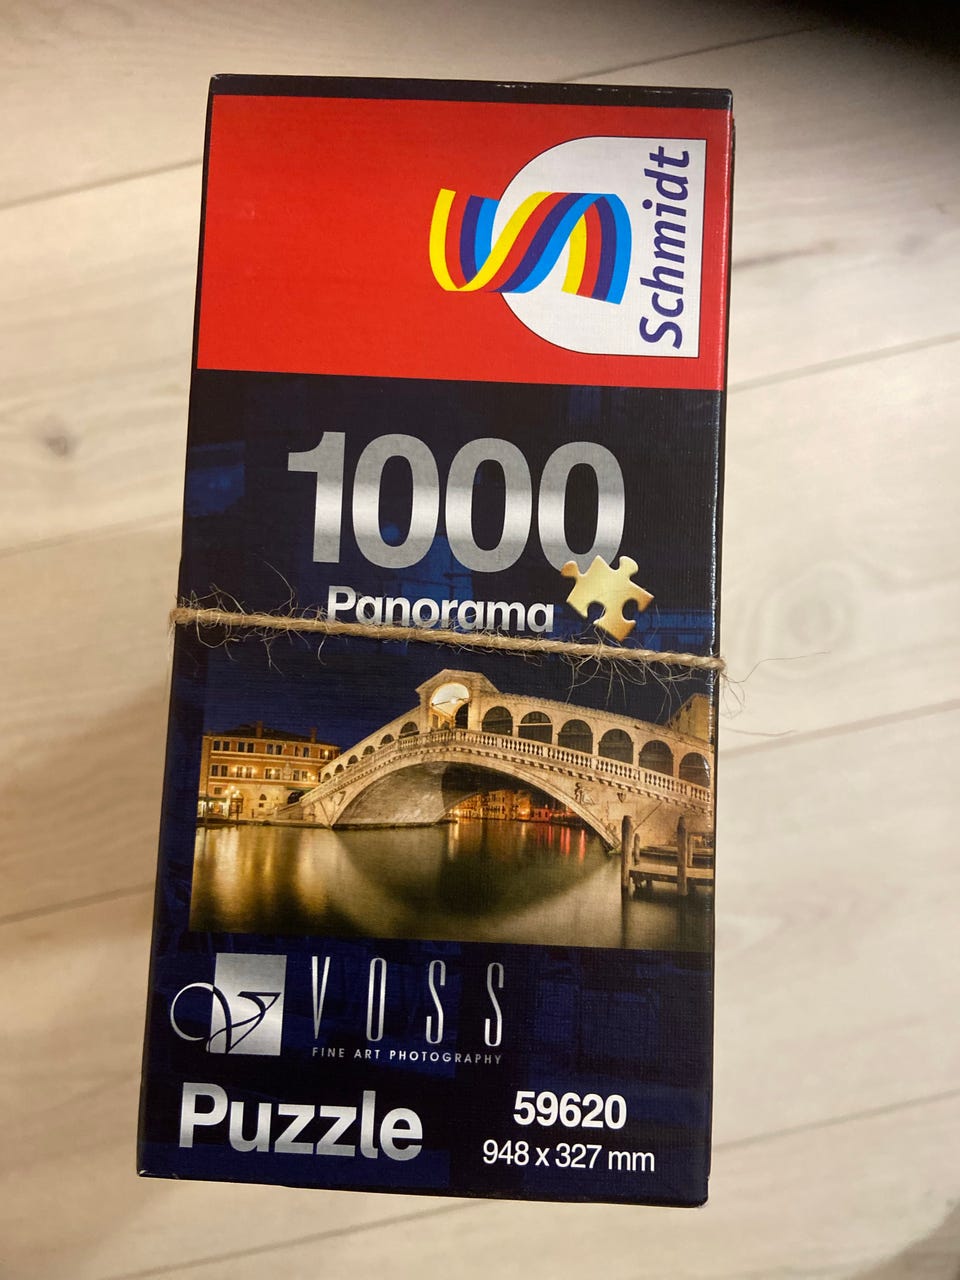 Schmidt
1000
Panorama
VOSS
FINE ART PHOTOGRAPHY
Puzzle
59620
948 x 327 mm